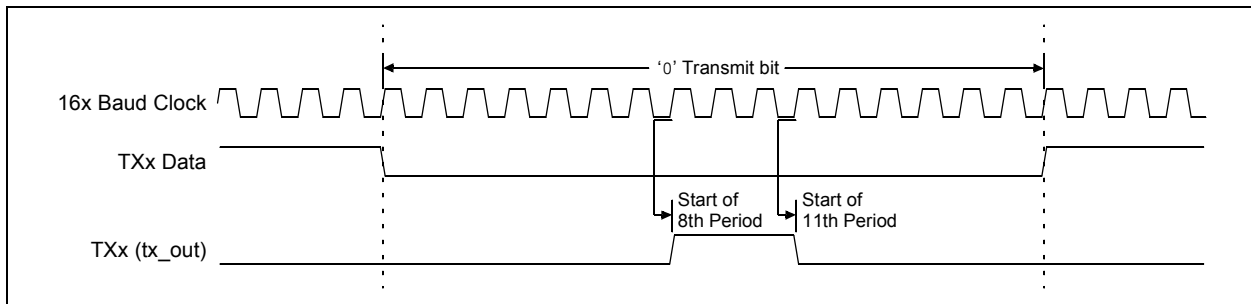 ‘0’ Transmit bit
16x Baud Clock
TXx Data
Start of
8th Period
Start of
11th Period
TXx (tx_out)